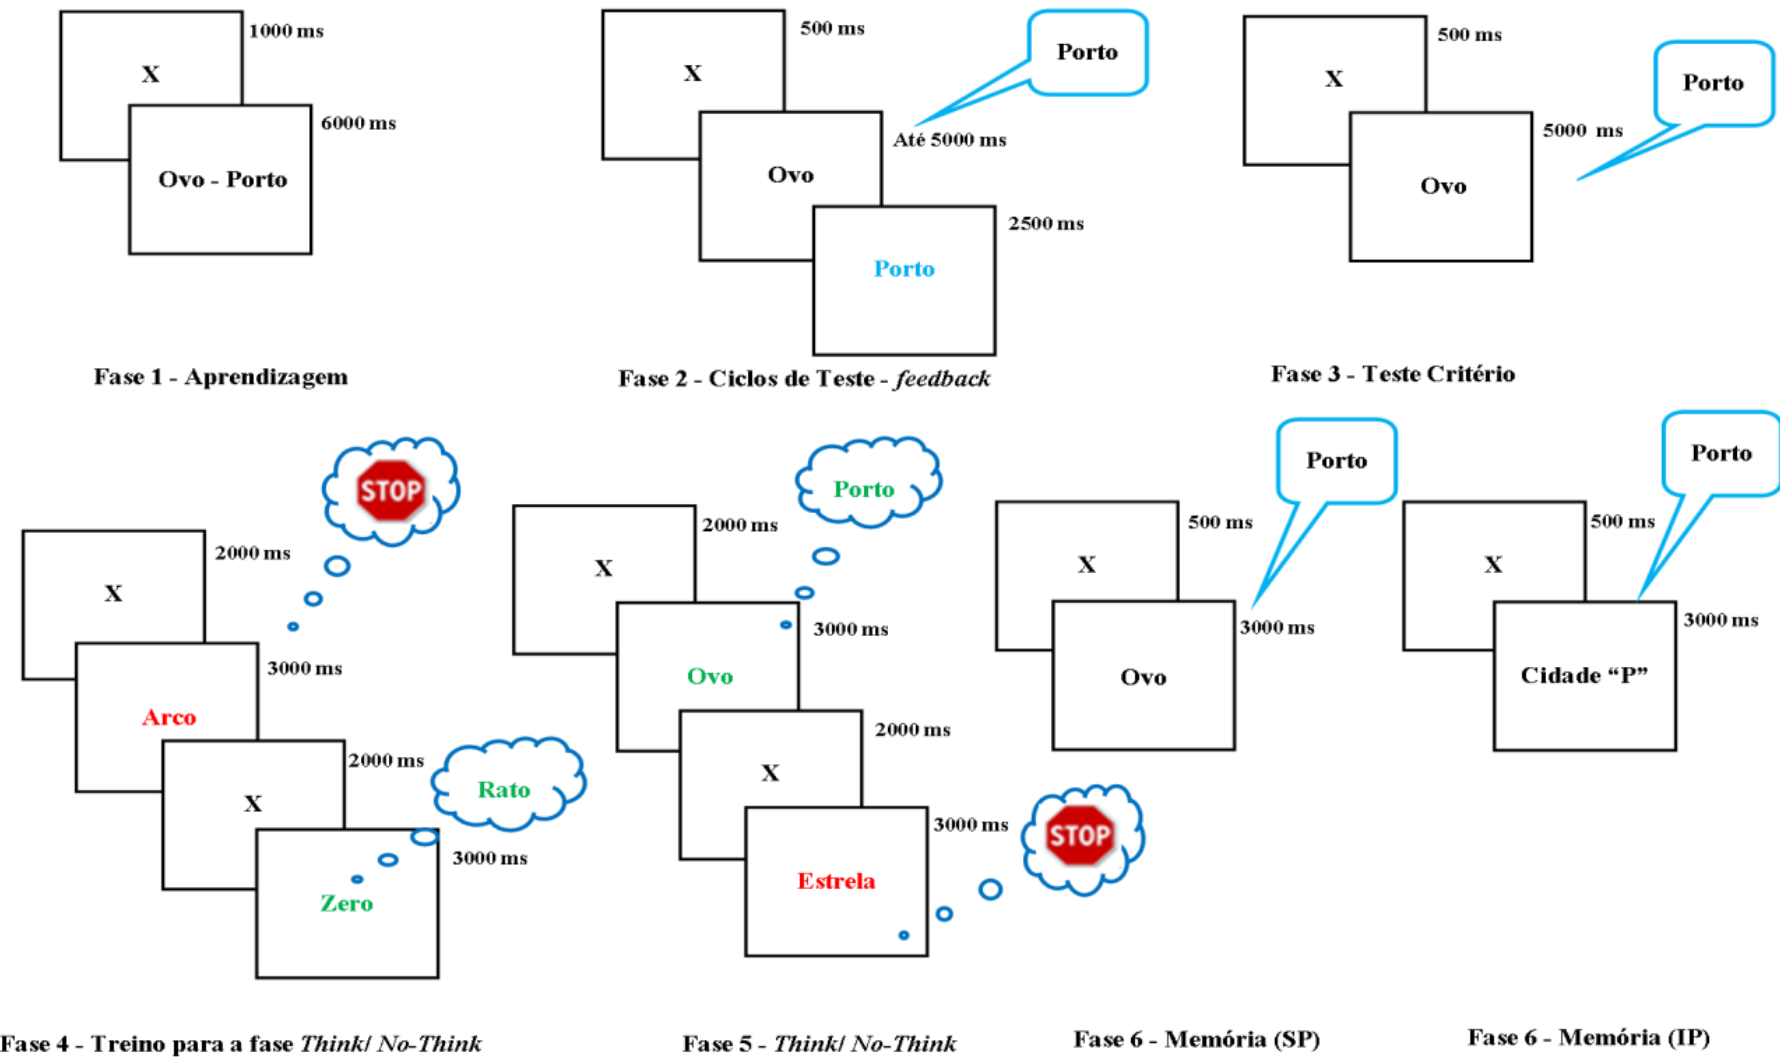 1000 ms
X
6000 ms
Ovo - Porto
Fase 1 - Aprendizagem
500 ms
X
Porto
Até 5000 ms
Ovo
2500 ms
Porto
Fase 2 - Ciclos de Teste - feedback
500 ms
X
Porto
5000 ms
Ovo
Fase 3 - Teste Critério
STOP
2000 ms
X
3000 ms
Arco
2000 ms
X
Rato
3000 ms
Zero
Fase 4 - Treino para a fase Think/ No-Think
Porto
2000 ms
X
3000 ms
Ovo
2000 ms
X
3000 ms
STOP
Estrela
Fase 5 - Think/ No-Think
Porto
500 ms
X
3000 ms
Ovo
Fase 6 - Memória (SP)
Porto
500 ms
X
3000 ms
Cidade “P”
Fase 6 - Memória (IP)